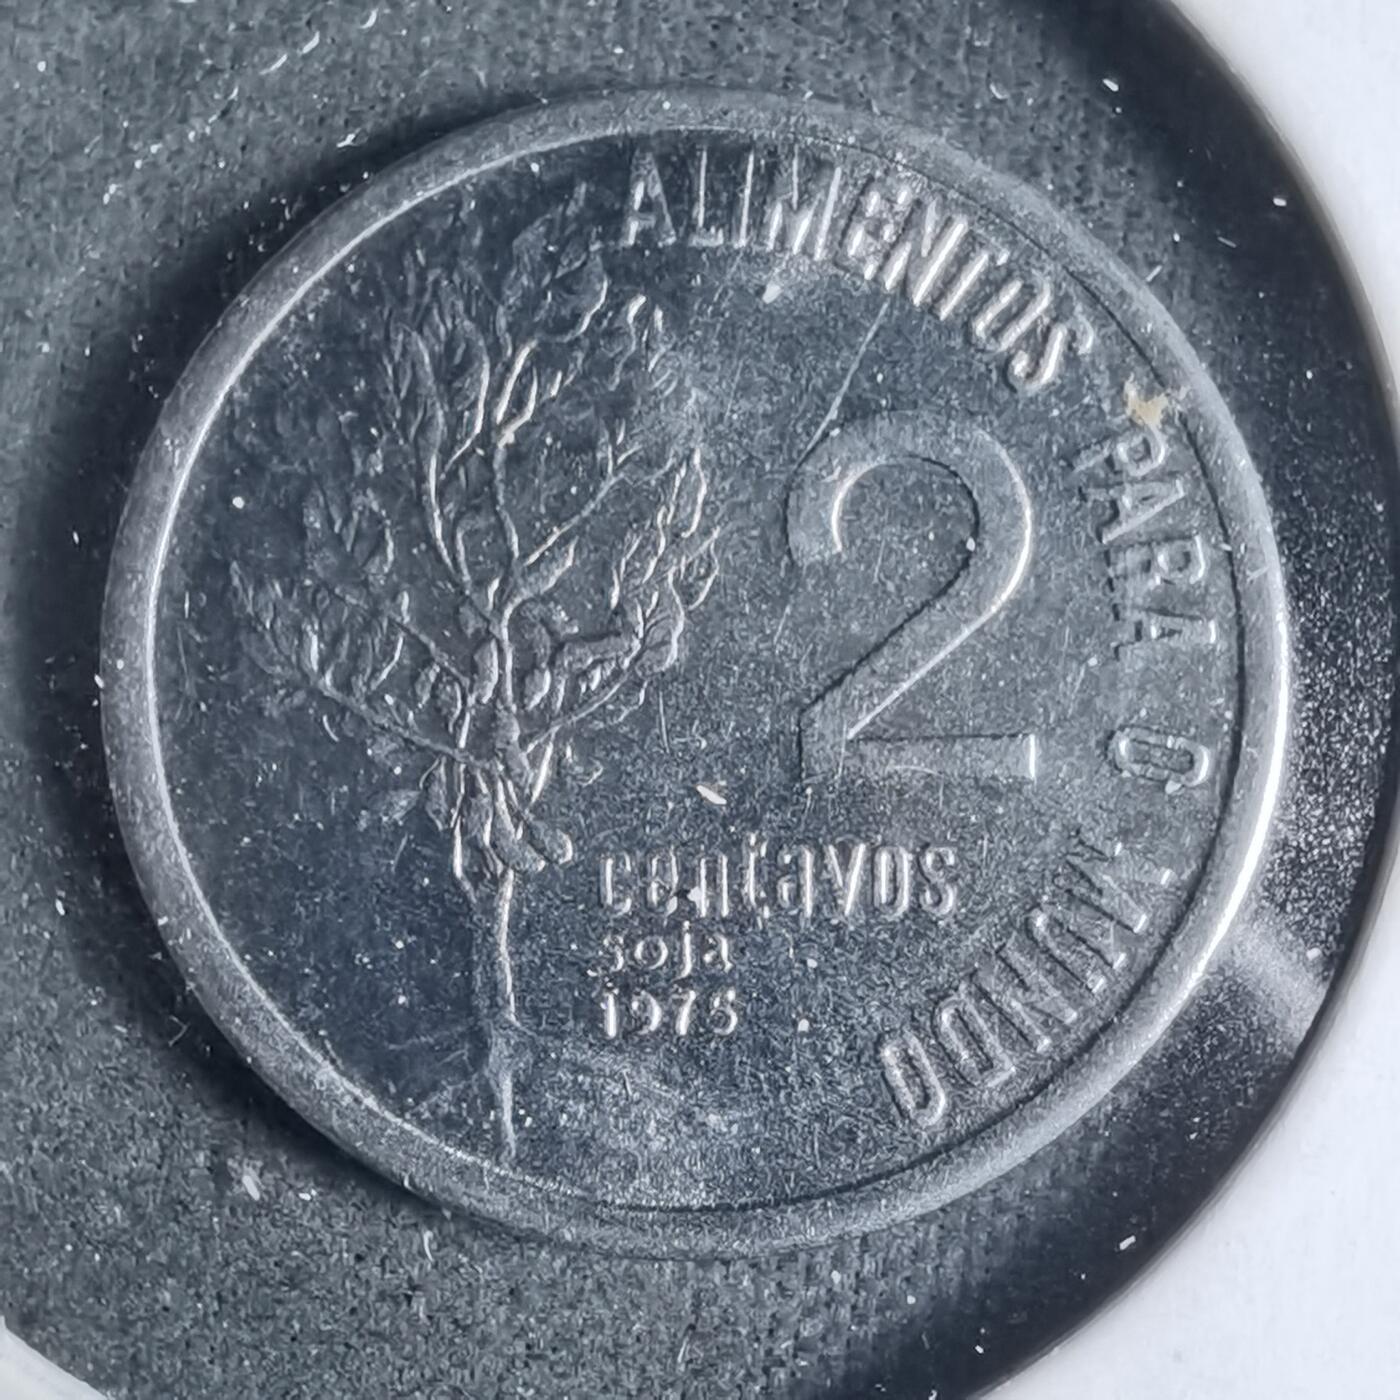 ALIMENTOS PARA O MUNDO
2
centavos
soja
1975